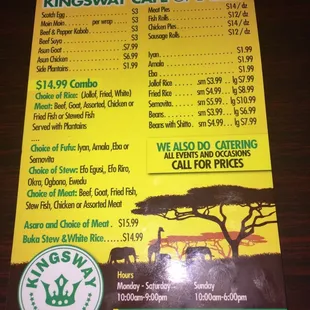 KINGSWAY
Scotch Egg $3
Moin Moin per wrap $3
Beef & Pepper Kabob $3
Beef Suya $3
Asun Goat $7.99
Asun Chicken $6.99
Side Plantains $1.99
$14.99 Combo
Choice of Rice: (Jollof, Fried, White)
Meat: Beef, Goat, Assorted, Chicken or
Fried Fish or Stewed Fish
Served with Plantains
....
Choice of Fufu: Iyan, Amala ,Eba or
Semovita
Choice of Stew: Efo Egusi,, Efo Riro,
Okra, Ogbono, Ewedu
Choice of Meat: Beef, Goat, Fried Fish,
Stew Fish, Chicken or Assorted Meat
Asaro and Choice of Meat . $15.99
Buka Stew &White Rice $14.99
Meat Pies $14 / dz
Fish Rolls $12/ dz
Chicken Pies $14 / dz
Sausage Rolls $12/ dz
Iyan $1.99
Amala $1.99
Eba $1.99
Jollof Rice sm $3.99 ... lg $7.99
Fried Rice sm $4.99 ... lg $8.99
Semovita sm $5.99 ... lg $10.99
Beans sm $3.99 ... lg $6.99
Beans with Shitto . sm $4.99 ... lg $7.99
WE ALSO DO CATERING
ALL EVENTS AND OCCASIONS
CALL FOR PRICES
KINGSWAY
Hours
Monday - Saturday
10:00am-9:00pm
Sunday
10:00am-6:00pm